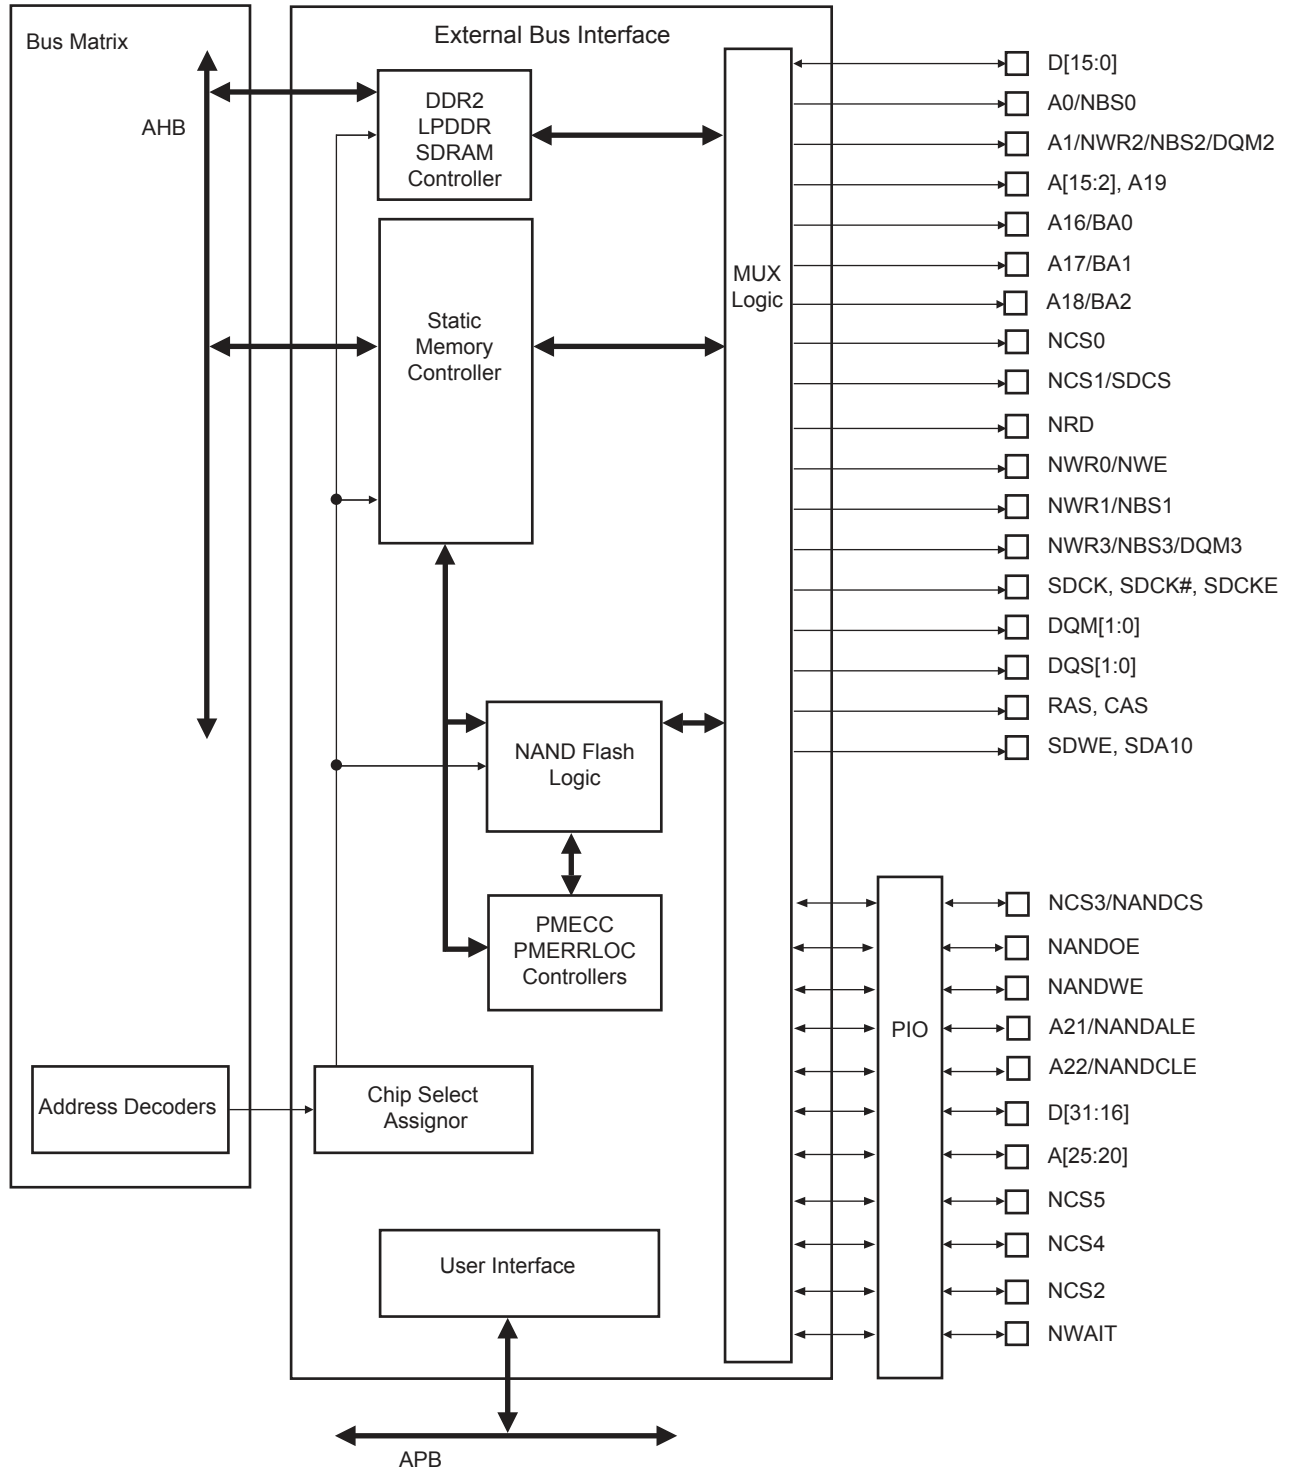 Bus Matrix
External Bus Interface
AHB
DDR2
LPDDR
SDRAM
Controller
Static
Memory
Controller
MUX
Logic
NAND Flash
Logic
PMECC
PMERRLOC
Controllers
Address Decoders
Chip Select
Assignor
User Interface
APB
D[15:0]
A0/NBS0
A1/NWR2/NBS2/DQM2
A[15:2], A19
A16/BA0
A17/BA1
A18/BA2
NCS0
NCS1/SDCS
NRD
NWR0/NWE
NWR1/NBS1
NWR3/NBS3/DQM3
SDCK, SDCK#, SDCKE
DQM[1:0]
DQS[1:0]
RAS, CAS
SDWE, SDA10
PIO
NCS3/NANDCS
NANDOE
NANDWE
A21/NANDALE
A22/NANDCLE
D[31:16]
A[25:20]
NCS5
NCS4
NCS2
NWAIT